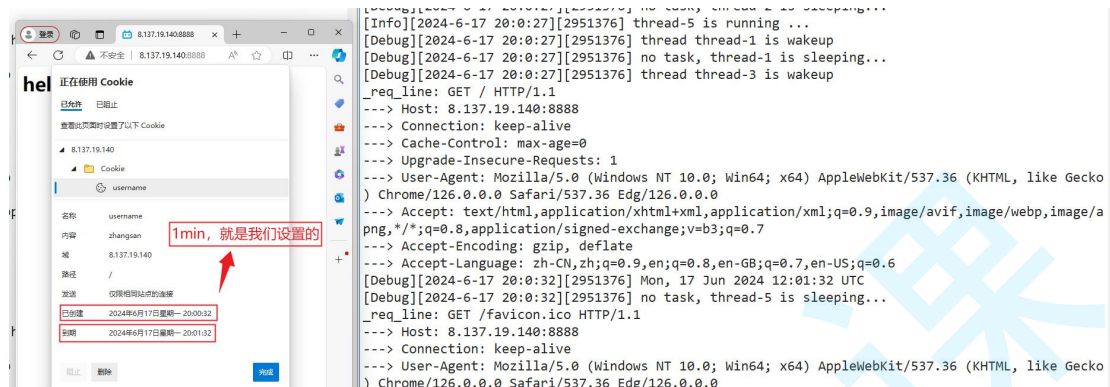 登录
8.137.19.140:8888
不安全 | 8.137.19.140:8888
hel
正在使用 Cookie
已允许 已阻止
查看此页面时设置了以下 Cookie
8.137.19.140
Cookie
username
名称 username
内容 zhangsan
域 8.137.19.140
路径 /
发送 仅限相同站点的连接
已创建 2024年6月17日星期一 20:00:32
到期 2024年6月17日星期一 20:01:32
阻止 删除 完成
1min，就是我们设置的
[Info][2024-6-17 20:0:27][2951376] thread-5 is running ...
[Debug][2024-6-17 20:0:27][2951376] thread thread-1 is wakeup
[Debug][2024-6-17 20:0:27][2951376] no task, thread-1 is sleeping...
[Debug][2024-6-17 20:0:27][2951376] thread thread-3 is wakeup
_req_line: GET / HTTP/1.1
---> Host: 8.137.19.140:8888
---> Connection: keep-alive
---> Cache-Control: max-age=0
---> Upgrade-Insecure-Requests: 1
---> User-Agent: Mozilla/5.0 (Windows NT 10.0; Win64; x64) AppleWebKit/537.36 (KHTML, like Gecko
) Chrome/126.0.0.0 Safari/537.36 Edg/126.0.0.0
---> Accept: text/html,application/xhtml+xml,application/xml;q=0.9,image/avif,image/webp,image/a
png,*/*;q=0.8,application/signed-exchange;v=b3;q=0.7
---> Accept-Encoding: gzip, deflate
---> Accept-Language: zh-CN,zh;q=0.9,en;q=0.8,en-GB;q=0.7,en-US;q=0.6
[Debug][2024-6-17 20:0:32][2951376] Mon, 17 Jun 2024 12:01:32 UTC
[Debug][2024-6-17 20:0:32][2951376] no task, thread-5 is sleeping...
_req_line: GET /favicon.ico HTTP/1.1
---> Host: 8.137.19.140:8888
---> Connection: keep-alive
---> User-Agent: Mozilla/5.0 (Windows NT 10.0; Win64; x64) AppleWebKit/537.36 (KHTML, like Gecko
) Chrome/126.0.0.0 Safari/537.36 Edg/126.0.0.0